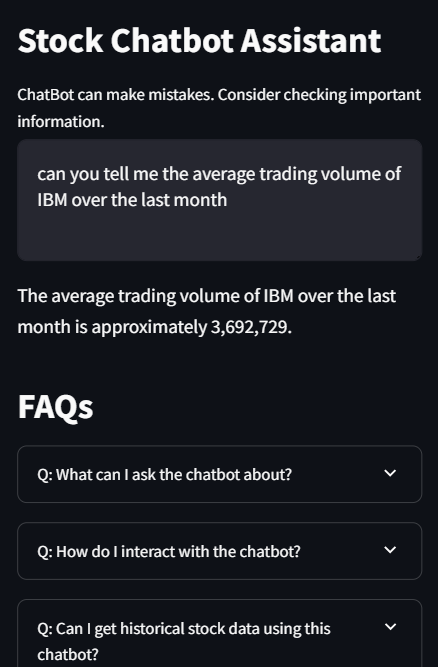 Stock Chatbot Assistant
ChatBot can make mistakes. Consider checking important
information.
can you tell me the average trading volume of
IBM over the last month
The average trading volume of IBM over the last
month is approximately 3,692,729.
FAQs
Q: What can I ask the chatbot about?
Q: How do I interact with the chatbot?
Q: Can I get historical stock data using this
chatbot?